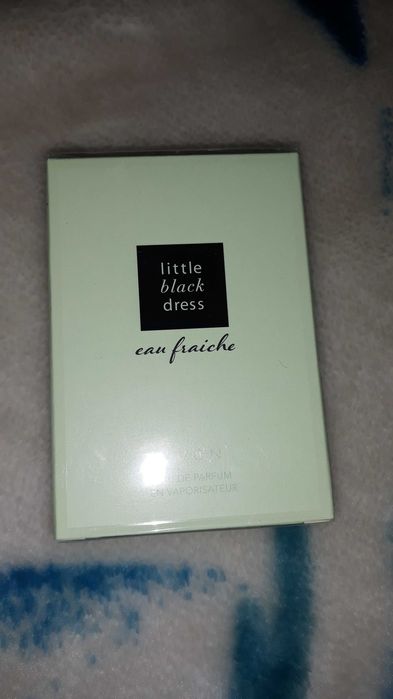 little
black
dress
eau fraiche
DE PARFUM
EN VAPORISATEUR